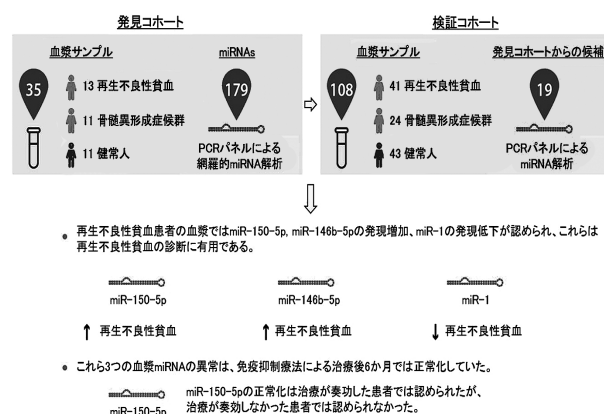 発見コホート
血漿サンプル
miRNAs
35
13 再生不良性貧血
11 骨髄異形成症候群
11 健常人
179
PCRパネルによる
網羅的miRNA解析
検証コホート
血漿サンプル
発見コホートからの候補
108
41 再生不良性貧血
24 骨髄異形成症候群
43 健常人
19
PCRパネルによる
miRNA解析
再生不良性貧血患者の血漿ではmiR-150-5p, miR-146b-5pの発現増加、miR-1の発現低下が認められ、これらは
再生不良性貧血の診断に有用である。
miR-150-5p
miR-146b-5p
miR-1
↑ 再生不良性貧血
↑ 再生不良性貧血
↓ 再生不良性貧血
これら3つの血漿miRNAの異常は、免疫抑制療法による治療後6か月では正常化していた。
miR-150-5p
miR-150-5pの正常化は治療が奏功した患者では認められたが、
治療が奏効しなかった患者では認められなかった。